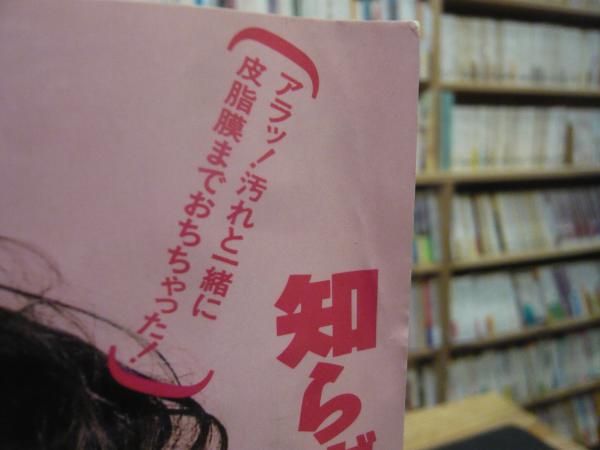 アラッ！汚れと一緒に
皮脂膜までおちちゃった！
知らず